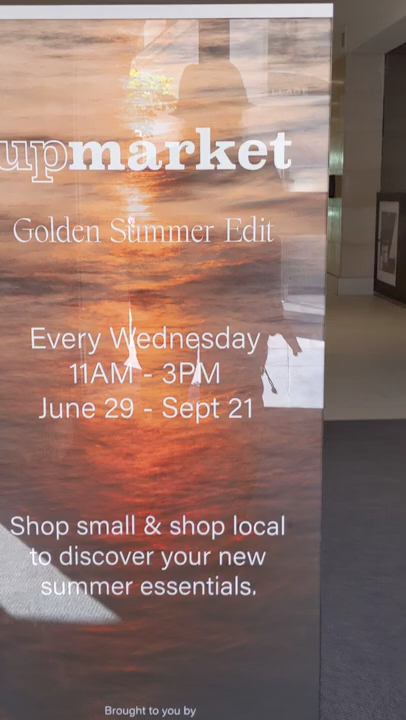 upmarket
Golden Summer Edit
Every Wednesday
11AM - 3PM
June 29 - Sept 21
Shop small & shop local
to discover your new
summer essentials.
Brought to you by